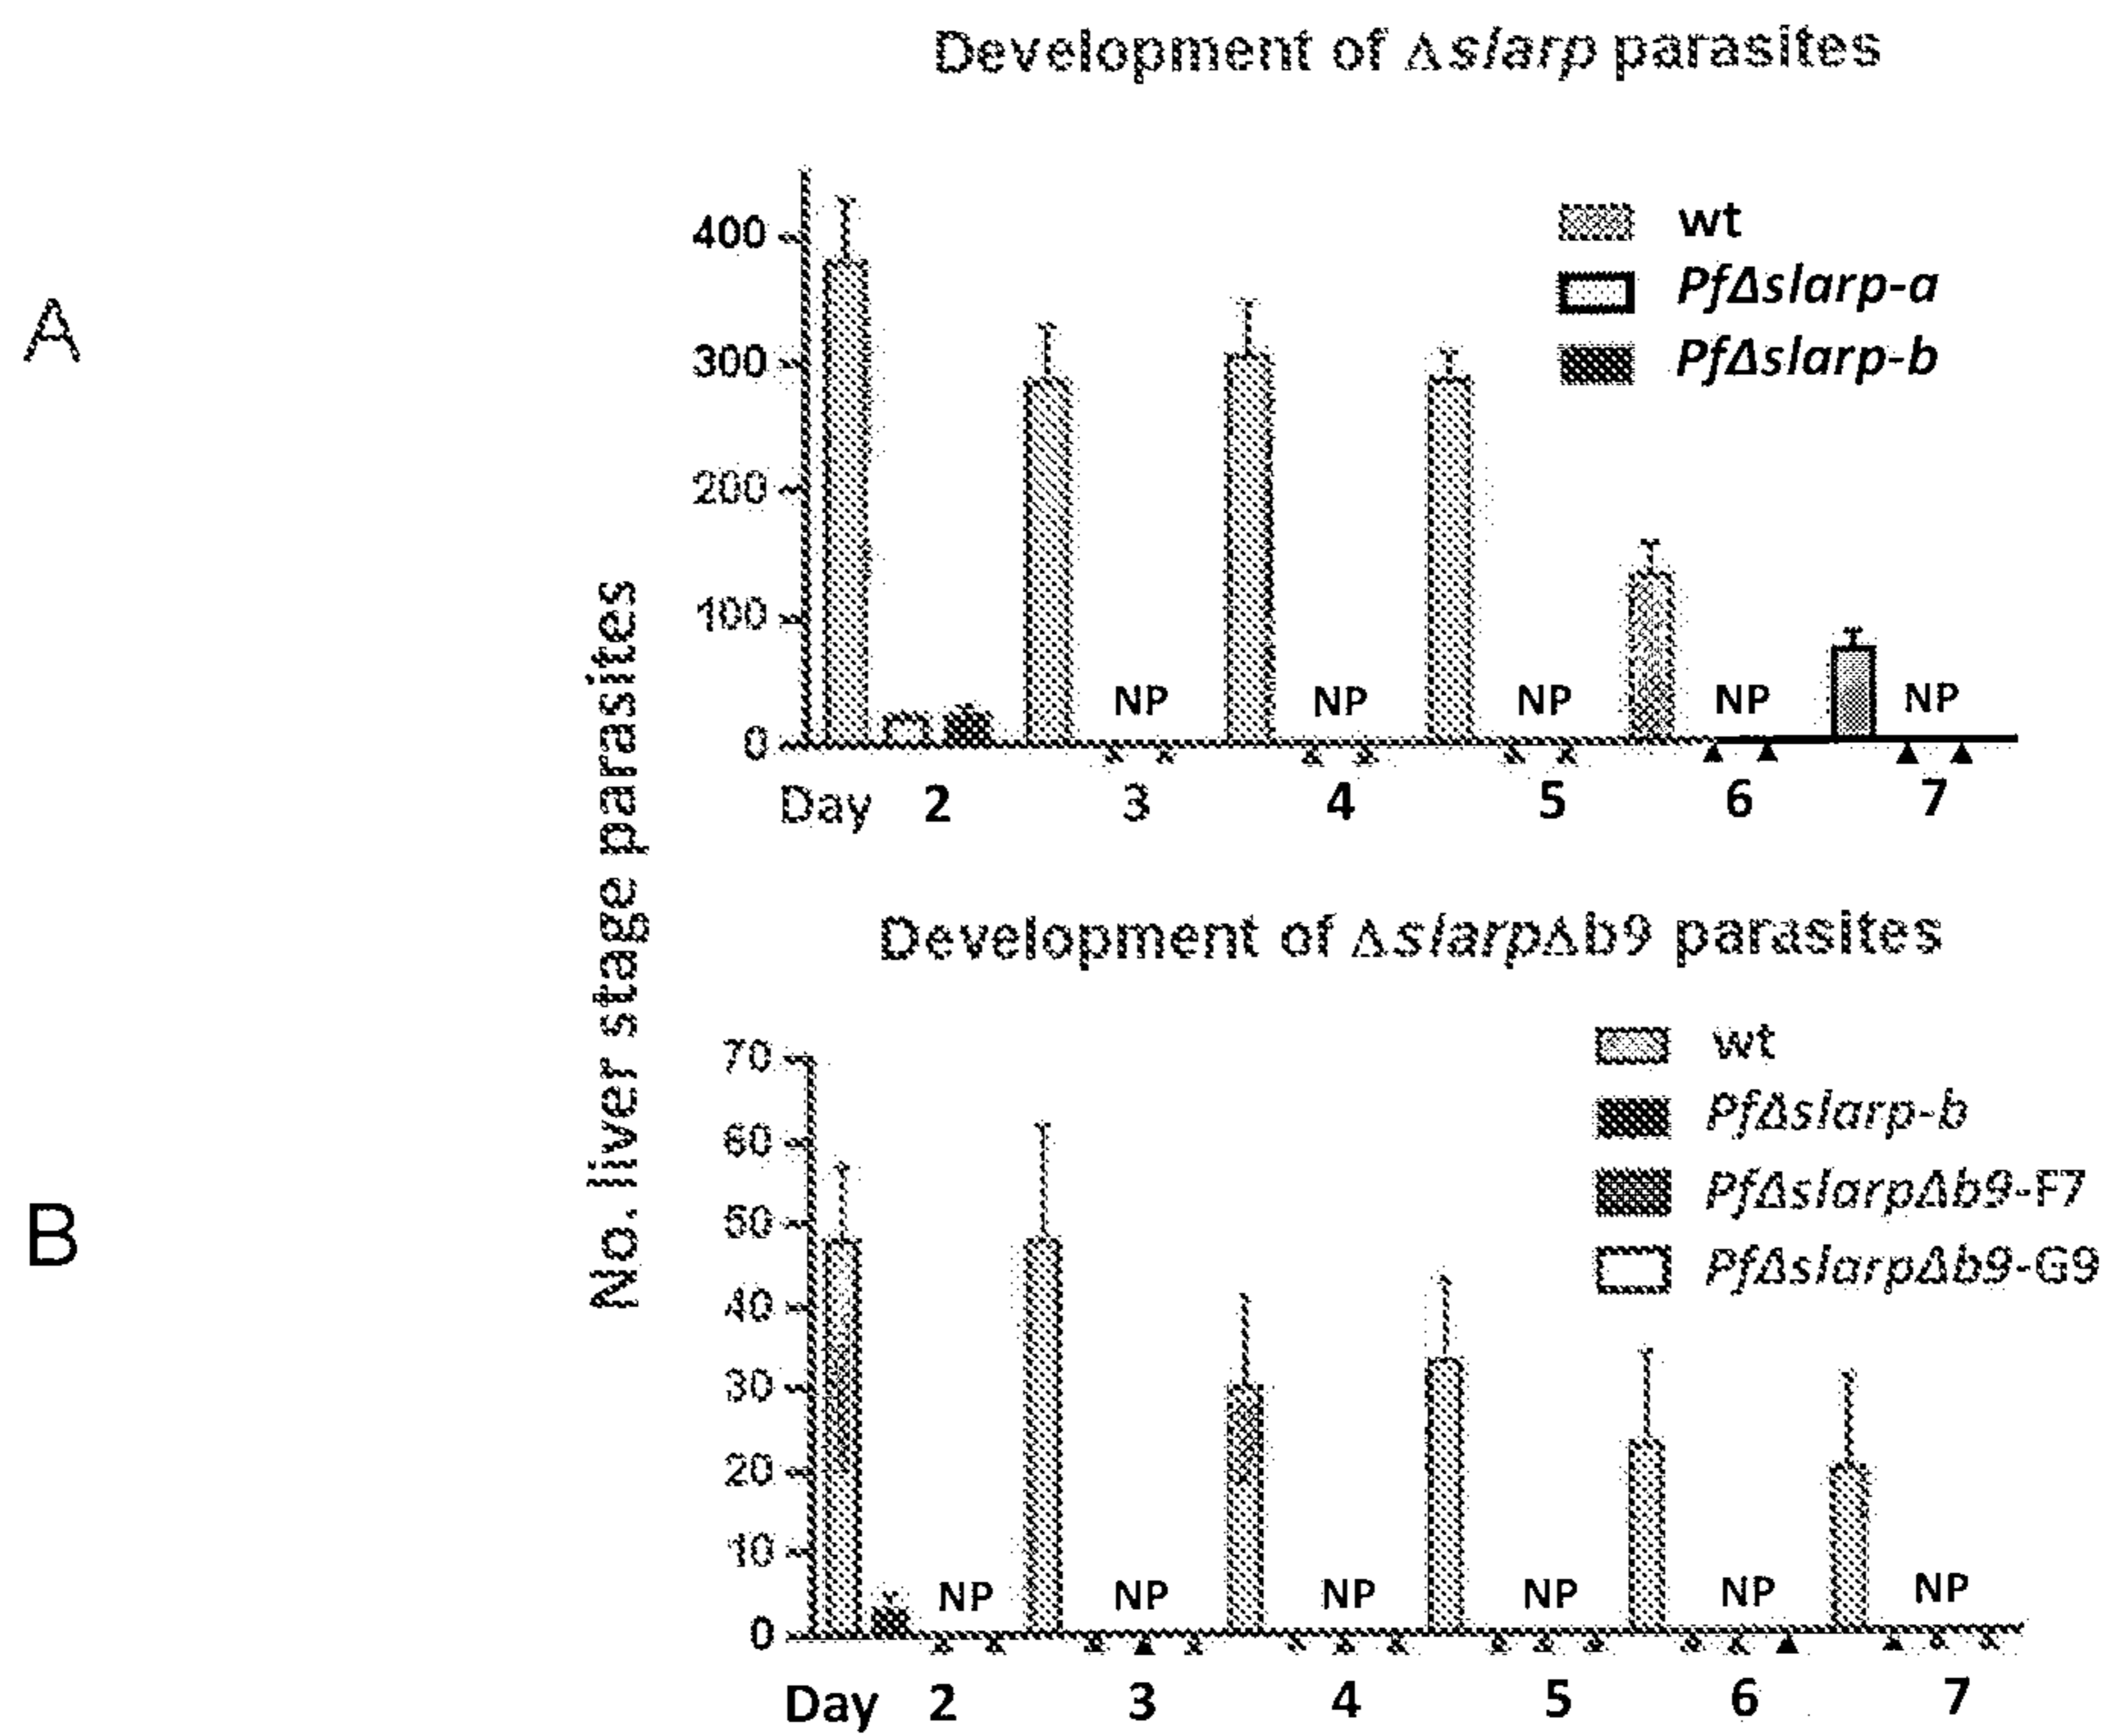 Development of Δslarp parasites
A
No. liver stage parasites
400
300
200
100
0
wt
PfΔslarp-a
PfΔslarp-b
NP NP NP NP NP
Day 2 3 4 5 6 7
Development of ΔslarpΔb9 parasites
B
70
60
50
40
30
20
10
0
wt
PfΔslarp-b
PfΔslarpΔb9-F7
PfΔslarpΔb9-G9
NP NP NP NP NP NP
Day 2 3 4 5 6 7